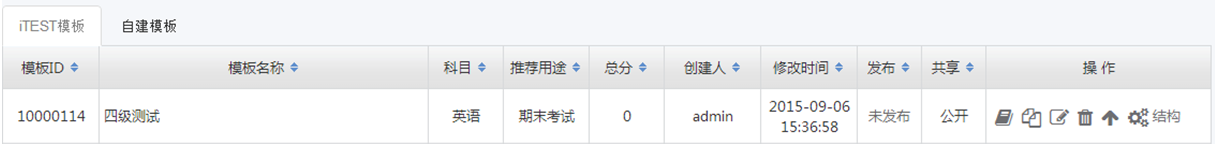 iTEST模板 自建模板
模板ID 模板名称 科目 推荐用途 总分 创建人 修改时间 发布 共享 操 作
10000114 四级测试 英语 期末考试 0 admin 2015-09-06 15:36:58 未发布 公开 结构